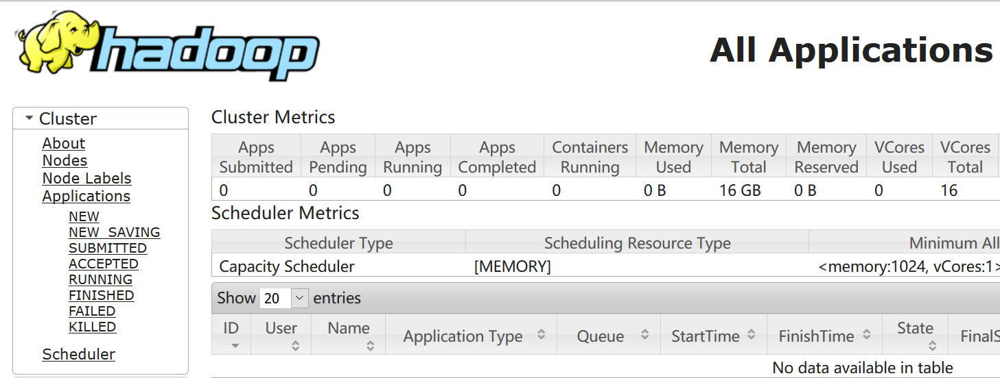 hadoop
All Applications
Cluster
About
Nodes
Node Labels
Applications
NEW
NEW_SAVING
SUBMITTED
ACCEPTED
RUNNING
FINISHED
FAILED
KILLED
Scheduler
Cluster Metrics
Apps Submitted Apps Pending Apps Running Apps Completed Containers Running Memory Used Memory Total Memory Reserved VCores Used VCores Total
0 0 0 0 0 0 B 16 GB 0 B 0 16
Scheduler Metrics
Scheduler Type Scheduling Resource Type Minimum All
Capacity Scheduler [MEMORY] <memory:1024, vCores:1>
Show 20 entries
ID User Name Application Type Queue StartTime FinishTime State FinalS
No data available in table